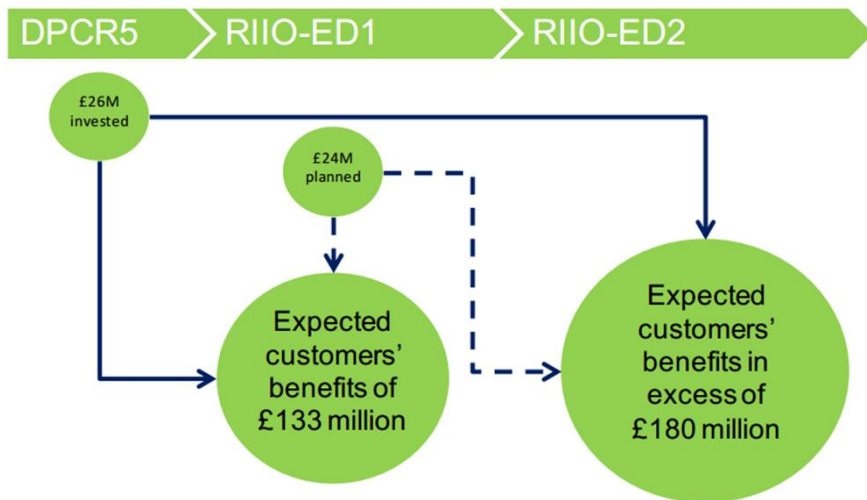 DPCR5
RIIO-ED1
RIIO-ED2
£26M
invested
£24M
planned
Expected
customers’
benefits of
£133 million
Expected
customers’
benefits in
excess of
£180 million